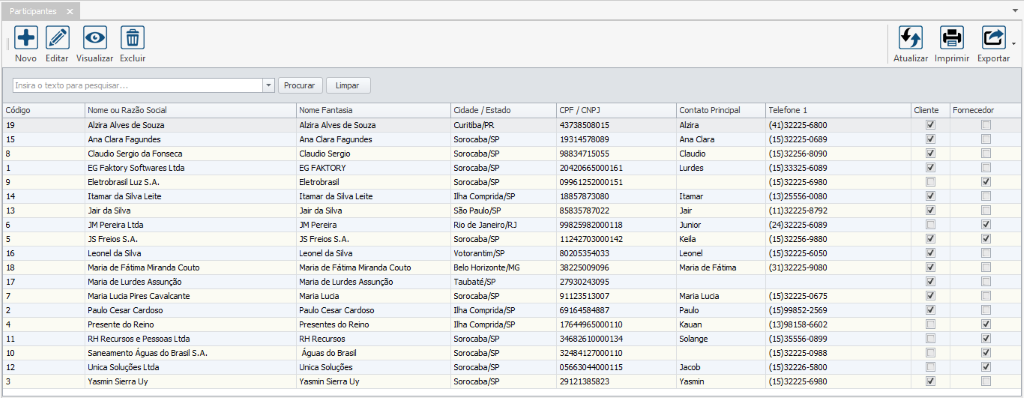 Participantes
Novo Editar Visualizar Excluir Atualizar Imprimir Exportar
Insira o texto para pesquisar... Procurar Limpar
Código Nome ou Razão Social Nome Fantasia Cidade / Estado CPF / CNPJ Contato Principal Telefone 1 Cliente Fornecedor
19 Alzira Alves de Souza Alzira Alves de Souza Curitiba/PR 43738508015 Alzira (41)32225-6800
15 Ana Clara Fagundes Ana Clara Fagundes Sorocaba/SP 19314578089 Ana Clara (15)32225-0689
8 Claudio Sergio da Fonseca Claudio Sergio Sorocaba/SP 98834715055 Claudio (15)32256-8090
1 EG Faktory Softwares Ltda EG FAKTORY Sorocaba/SP 20420665000161 Lurdes (15)33325-6089
9 Eletrobrasil Luz S.A. Eletrobrasil Sorocaba/SP 09961252000151 (15)32225-6980
14 Itamar da Silva Leite Itamar da Silva Leite Ilha Comprida/SP 18857873080 Itamar (13)25556-0080
13 Jair da Silva Jair da Silva São Paulo/SP 85835787022 Jair (11)32225-8792
6 JM Pereira Ltda JM Pereira Rio de Janeiro/RJ 99825982000118 Junior (24)32225-6089
5 JS Freios S.A. JS Freios S.A. Sorocaba/SP 11242703000142 Keila (15)32256-9880
16 Leonel da Silva Leonel da Silva Votorantim/SP 80205354033 Leonel (15)32225-6050
18 Maria de Fátima Miranda Couto Maria de Fátima Miranda Couto Belo Horizonte/MG 38225009096 Maria de Fátima (31)32225-9080
17 Maria de Lurdes Assunção Maria de Lurdes Assunção Taubaté/SP 27930243095
7 Maria Lucia Pires Cavalcante Maria Lucia Sorocaba/SP 91123513007 Maria Lucia (15)32225-0675
2 Paulo Cesar Cardoso Paulo Cesar Cardoso Ilha Comprida/SP 69164584887 Paulo (15)99852-2569
4 Presente do Reino Presentes do Reino Ilha Comprida/SP 17644965000110 Kauan (13)98158-6602
11 RH Recursos e Pessoas Ltda RH Recursos Sorocaba/SP 34682610000134 Solange (15)35556-0899
10 Saneamento Águas do Brasil S.A. Águas do Brasil Sorocaba/SP 32484127000110 (15)32225-0988
12 Unica Soluções Ltda Unica Soluções Sorocaba/SP 05663044000115 Jacob (15)32226-5800
3 Yasmin Sierra Uy Yasmin Sierra Uy Sorocaba/SP 29121385823 Yasmin (15)32225-6980